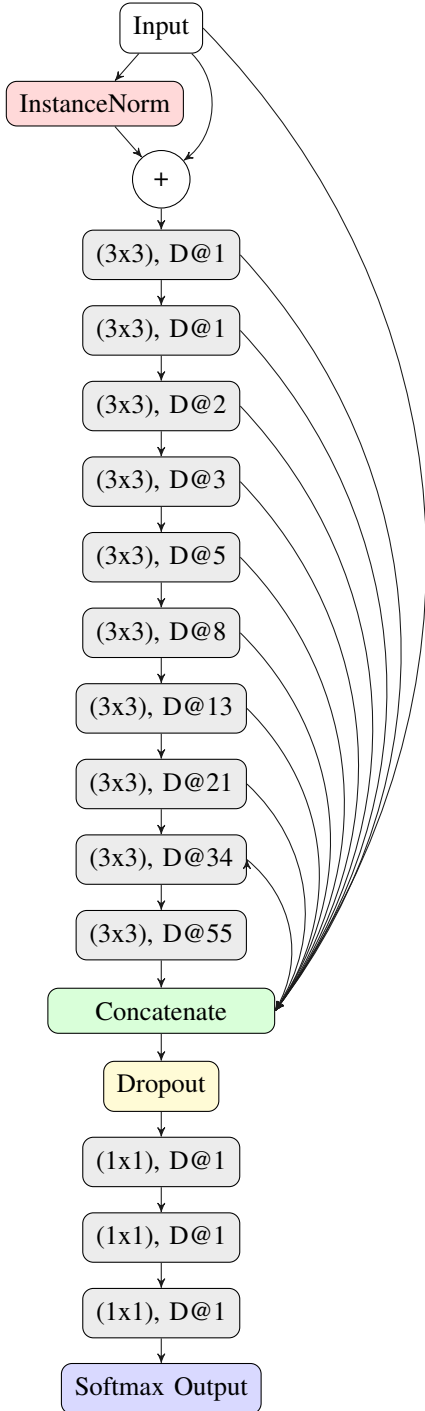 Input
InstanceNorm
+
(3x3), D@1
(3x3), D@1
(3x3), D@2
(3x3), D@3
(3x3), D@5
(3x3), D@8
(3x3), D@13
(3x3), D@21
(3x3), D@34
(3x3), D@55
Concatenate
Dropout
(1x1), D@1
(1x1), D@1
(1x1), D@1
Softmax Output